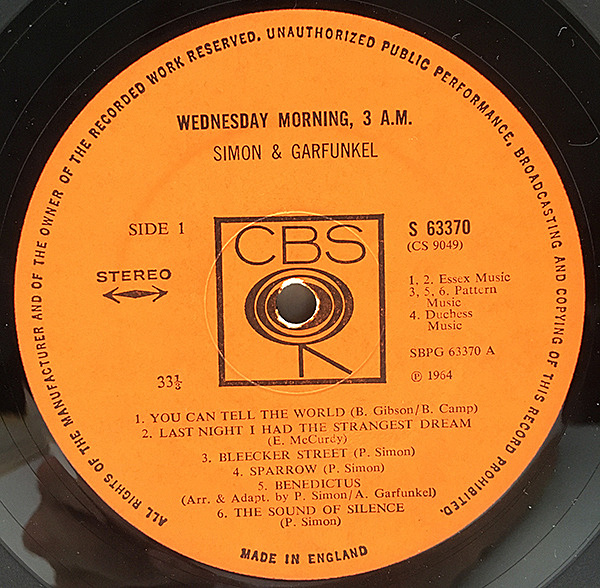 ALL RIGHTS OF THE MANUFACTURER AND OF THE OWNER OF THE RECORDED WORK RESERVED. UNAUTHORIZED PUBLIC PERFORMANCE, BROADCASTING AND COPYING OF THIS RECORD PROHIBITED.
WEDNESDAY MORNING, 3 A.M.
SIMON & GARFUNKEL
SIDE 1
STEREO
33⅓
CBS
S 63370
(CS 9049)
1, 2. Essex Music
3, 5, 6. Pattern
Music
4. Duchess
Music
SBPG 63370 A
℗ 1964
1. YOU CAN TELL THE WORLD (B. Gibson/B. Camp)
2. LAST NIGHT I HAD THE STRANGEST DREAM
(E. McCurdy)
3. BLEECKER STREET (P. Simon)
4. SPARROW (P. Simon)
5. BENEDICTUS
(Arr. & Adapt. by P. Simon/A. Garfunkel)
6. THE SOUND OF SILENCE
(P. Simon)
MADE IN ENGLAND